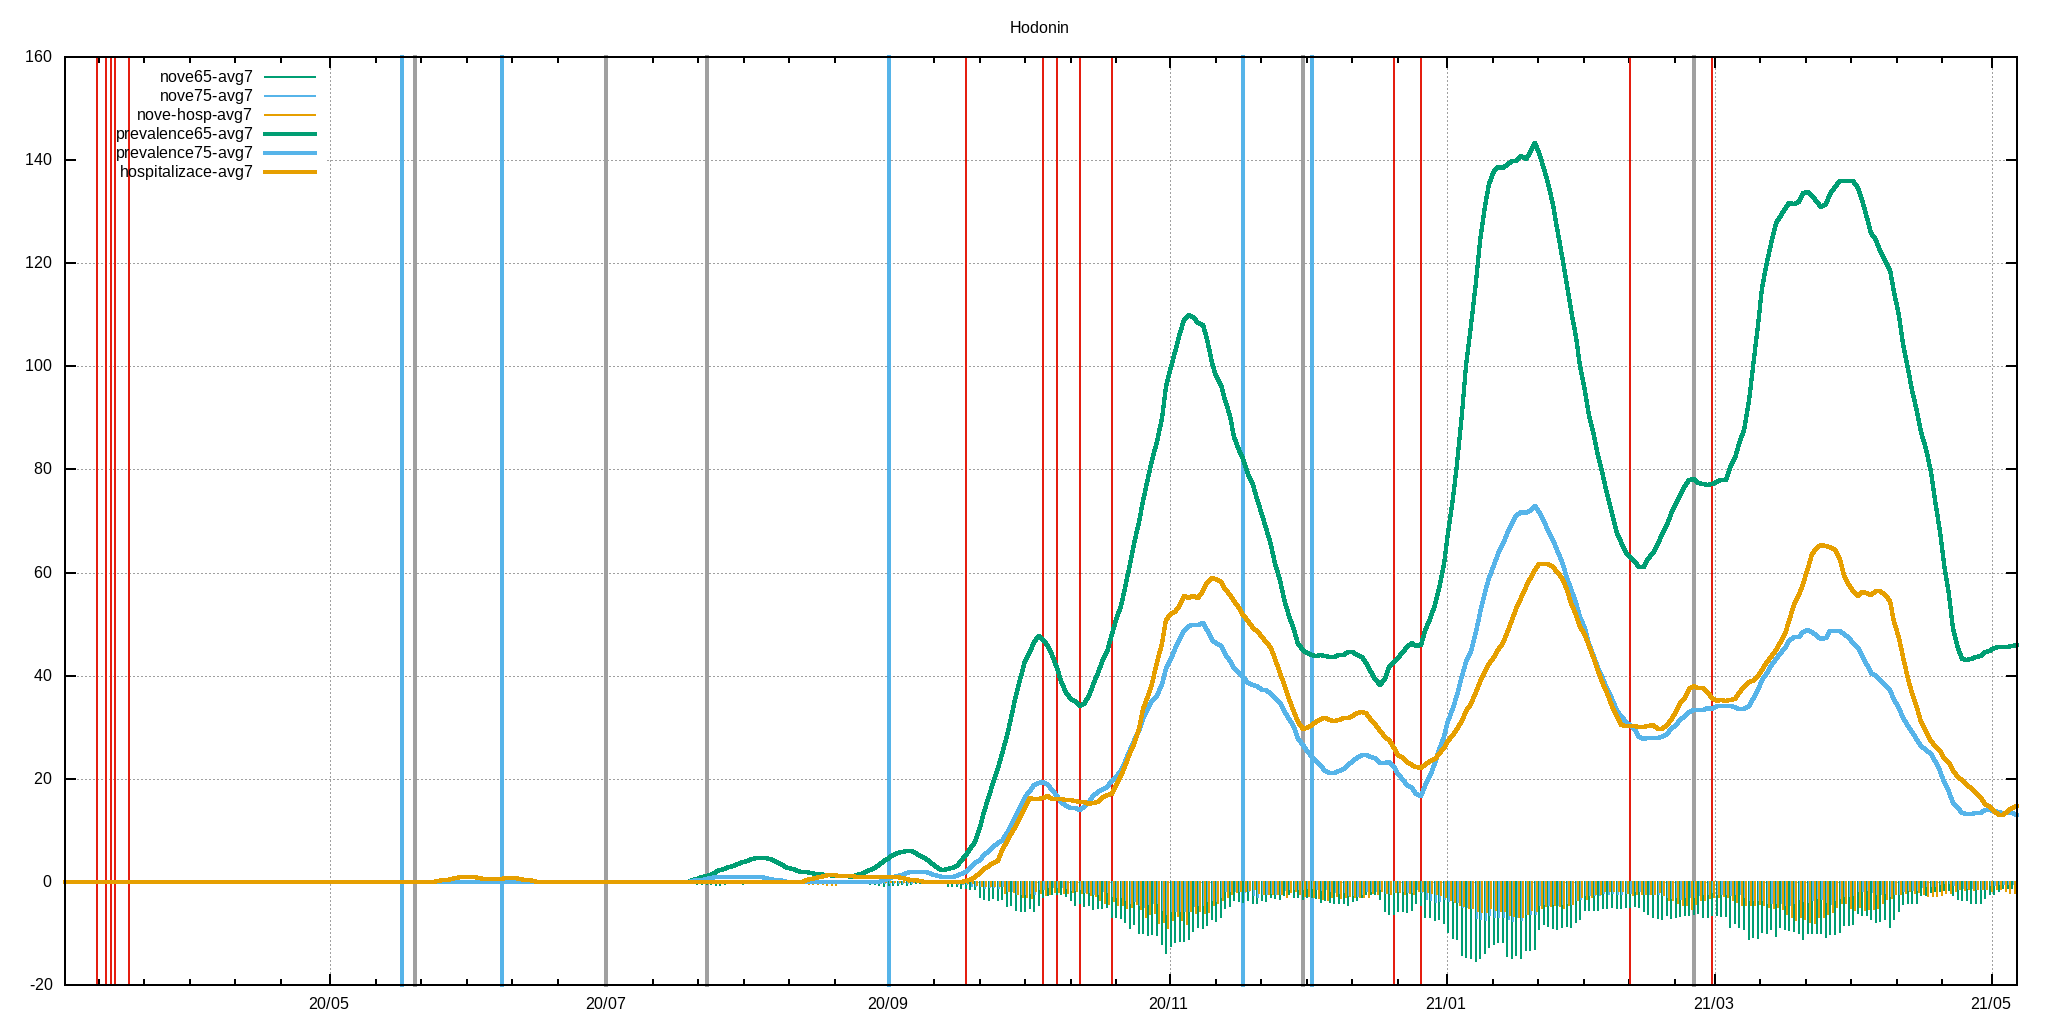 Hodonin
160
140
120
100
80
60
40
20
0
-20
nove65-avg7
nove75-avg7
nove-hosp-avg7
prevalence65-avg7
prevalence75-avg7
hospitalizace-avg7
20/05
20/07
20/09
20/11
21/01
21/03
21/05